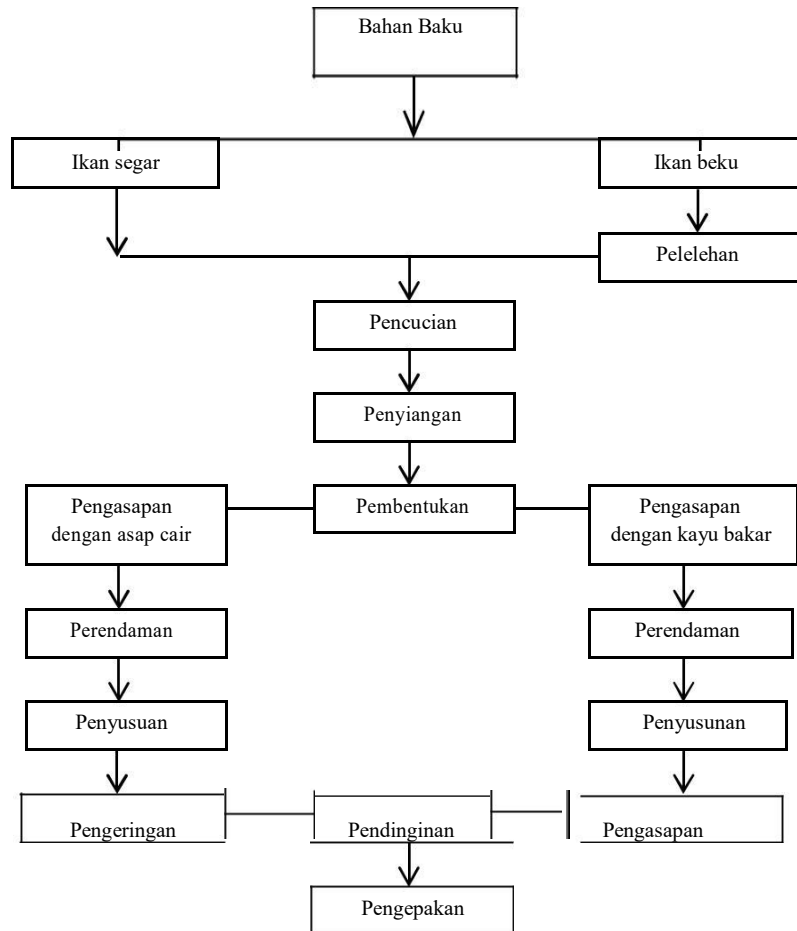 Bahan Baku
Ikan segar
Ikan beku
Pelelehan
Pencucian
Penyiangan
Pengasapan
dengan asap cair
Pembentukan
Pengasapan
dengan kayu bakar
Perendaman
Perendaman
Penyusuan
Penyusunan
Pengeringan
Pendinginan
Pengasapan
Pengepakan